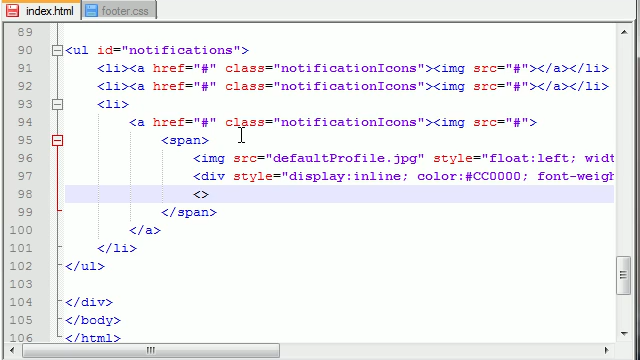 index.html footer.css
89
90 <ul id="notifications">
91 <li><a href="#" class="notificationIcons"><img src="#"></a></li>
92 <li><a href="#" class="notificationIcons"><img src="#"></a></li>
93 <li>
94 <a href="#" class="notificationIcons"><img src="#">
95 <span>
96 <img src="defaultProfile.jpg" style="float:left; widt
97 <div style="display:inline; color:#CC0000; font-weigh
98 <>
99 </span>
100 </a>
101 </li>
102 </ul>
103
104 </div>
105 </body>
106 </html>